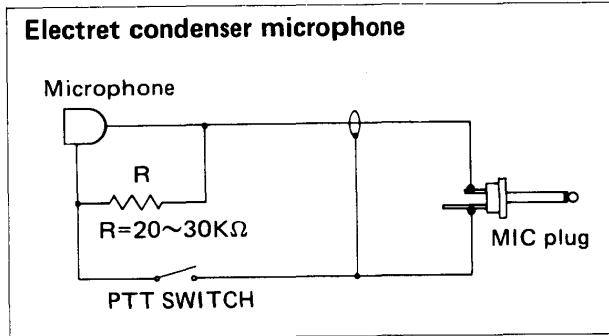 Electret condenser microphone
Microphone
R
R=20~30KΩ
MIC plug
PTT SWITCH